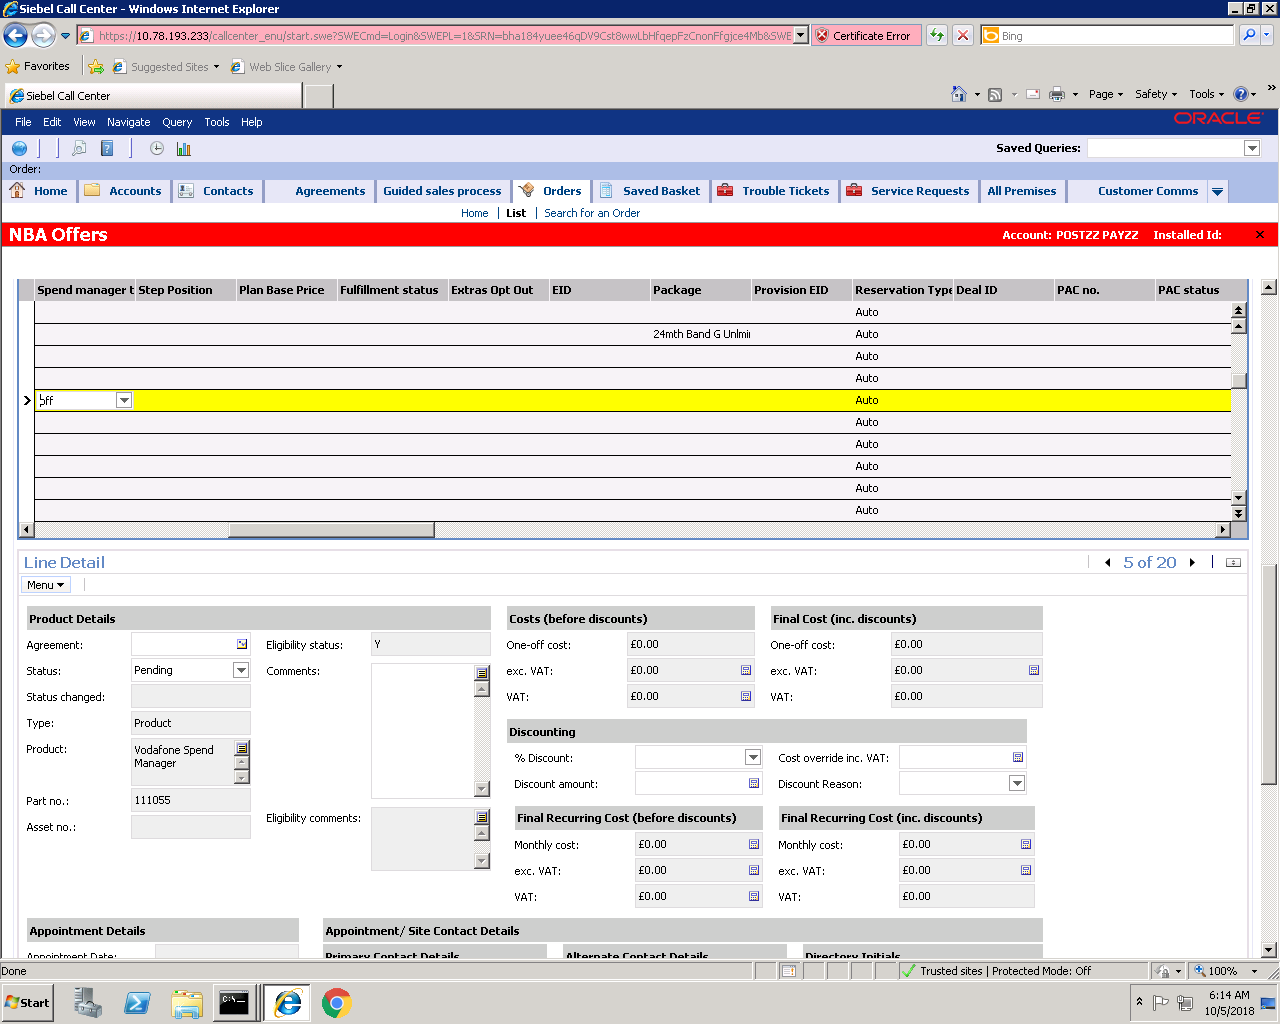 Siebel Call Center - Windows Internet Explorer
https://10.78.193.233/callcenter_enu/start.swe?SWECmd=Login&SWEPL=1&SRN=bha184yuee46qDV9Cst8wwLbHfqepFzCnonFfgjce4Mb&SWE
Certificate Error
Bing
Favorites
Suggested Sites
Web Slice Gallery
Siebel Call Center
Page
Safety
Tools
File Edit View Navigate Query Tools Help
ORACLE
Saved Queries:
Order:
Home Accounts Contacts Agreements Guided sales process Orders Saved Basket Trouble Tickets Service Requests All Premises Customer Comms
Home | List | Search for an Order
NBA Offers
Account: POSTZZ PAYZZ Installed Id:
Spend manager t Step Position Plan Base Price Fulfillment status Extras Opt Out EID Package Provision EID Reservation Type Deal ID PAC no. PAC status
Auto
24mth Band G Unlmi Auto
Auto
Auto
Off Auto
Auto
Auto
Auto
Auto
Auto
Line Detail
5 of 20
Menu
Product Details
Agreement:
Status: Pending
Status changed:
Type: Product
Product: Vodafone Spend
Manager
Part no.: 111055
Asset no.:
Eligibility status: Y
Comments:
Eligibility comments:
Costs (before discounts)
One-off cost: £0.00
exc. VAT: £0.00
VAT: £0.00
Final Cost (inc. discounts)
One-off cost: £0.00
exc. VAT: £0.00
VAT: £0.00
Discounting
% Discount:
Discount amount:
Cost override inc. VAT:
Discount Reason:
Final Recurring Cost (before discounts)
Monthly cost: £0.00
exc. VAT: £0.00
VAT: £0.00
Final Recurring Cost (inc. discounts)
Monthly cost: £0.00
exc. VAT: £0.00
VAT: £0.00
Appointment Details
Appointment Date:
Appointment/ Site Contact Details
Primary Contact Details
Alternate Contact Details
Directory Initials
Done
Trusted sites | Protected Mode: Off
100%
Start
6:14 AM
10/5/2018